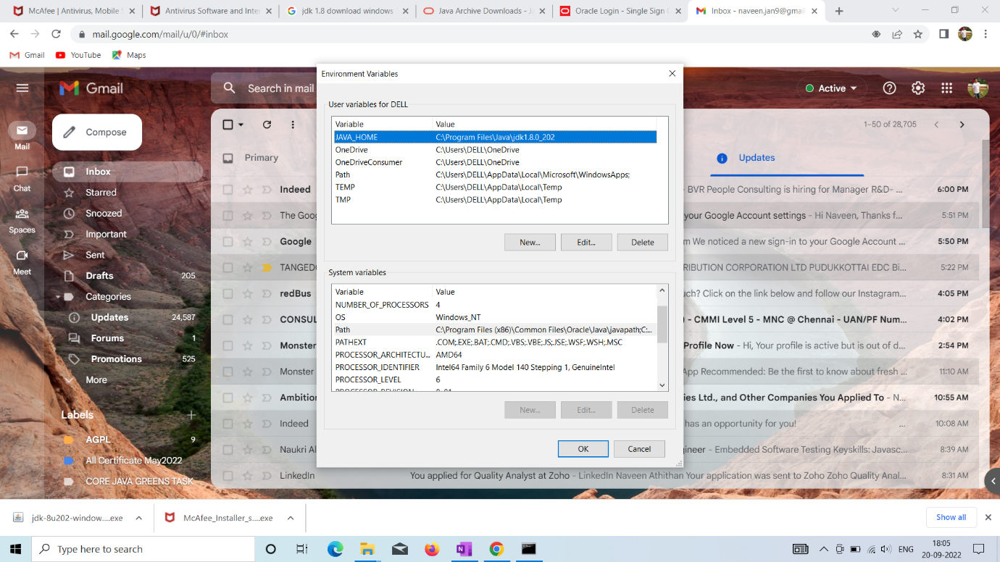 McAfee | Antivirus, Mobile S
Antivirus Software and Inter
jdk 1.8 download windows
Java Archive Downloads - Ja
Oracle Login - Single Sign O
Inbox - naveen.jan9@gmai
mail.google.com/mail/u/0/#inbox
Gmail YouTube Maps
Gmail
Search in mail
Active
Compose
1–50 of 28,705
Mail
Chat
Spaces
Meet
Inbox
Starred
Snoozed
Important
Sent
Drafts 205
Categories
Updates 24,587
Forums 1
Promotions 525
More
Labels
AGPL 9
All Certificate May2022
CORE JAVA GREENS TASK
Primary
Updates
Indeed
- BVR People Consulting is hiring for Manager R&D- ... 6:00 PM
The Goog
your Google Account settings - Hi Naveen, Thanks f... 5:51 PM
Google
m We noticed a new sign-in to your Google Account ... 5:50 PM
TANGEDC
RIBUTION CORPORATION LTD PUDUKKOTTAI EDC Bi... 5:22 PM
redBus
uch? Click on the link below and follow our Instagram... 4:05 PM
CONSUL
- CMMI Level 5 - MNC @ Chennai - UAN/PF Num... 4:02 PM
Monster
Profile Now - Hi, Your profile is active but is out of d... 2:54 PM
Monster
App Recommended: Be the first to know about fresh ... 11:10 AM
Ambition
ies Ltd., and Other Companies You Applied To - N... 10:55 AM
Indeed
has an opportunity for you! ... 10:08 AM
Naukri Al
gineer - Embedded Software Testing Keyskills: Javasc... 8:39 AM
LinkedIn You applied for Quality Analyst at Zoho - LinkedIn Naveen Athithan Your application was sent to Zoho Zoho Quality Anal... 8:31 AM
Environment Variables
User variables for DELL
Variable Value
JAVA_HOME C:\Program Files\Java\jdk1.8.0_202
OneDrive C:\Users\DELL\OneDrive
OneDriveConsumer C:\Users\DELL\OneDrive
Path C:\Users\DELL\AppData\Local\Microsoft\WindowsApps;
TEMP C:\Users\DELL\AppData\Local\Temp
TMP C:\Users\DELL\AppData\Local\Temp
New... Edit... Delete
System variables
Variable Value
NUMBER_OF_PROCESSORS 4
OS Windows_NT
Path C:\Program Files (x86)\Common Files\Oracle\Java\javapath;C:...
PATHEXT .COM;.EXE;.BAT;.CMD;.VBS;.VBE;.JS;.JSE;.WSF;.WSH;.MSC
PROCESSOR_ARCHITECTU... AMD64
PROCESSOR_IDENTIFIER Intel64 Family 6 Model 140 Stepping 1, GenuineIntel
PROCESSOR_LEVEL 6
New... Edit... Delete
OK Cancel
jdk-8u202-window....exe
McAfee_Installer_s....exe
Show all
Type here to search
ENG
18:05
20-09-2022